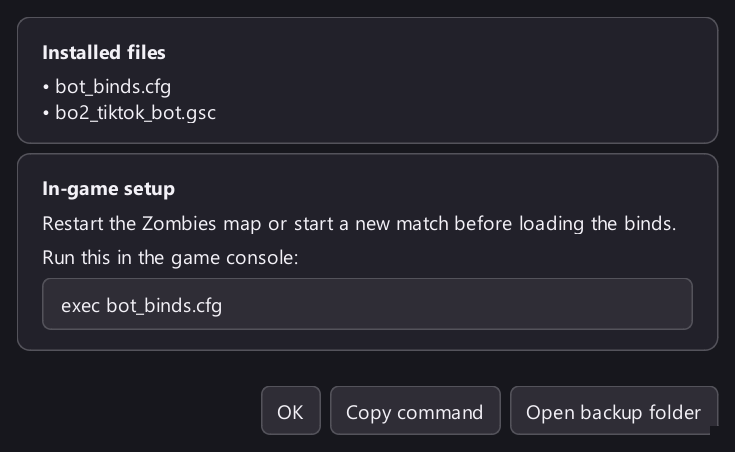 Installed files
• bot_binds.cfg
• bo2_tiktok_bot.gsc
In-game setup
Restart the Zombies map or start a new match before loading the binds.
Run this in the game console:
exec bot_binds.cfg
OK
Copy command
Open backup folder